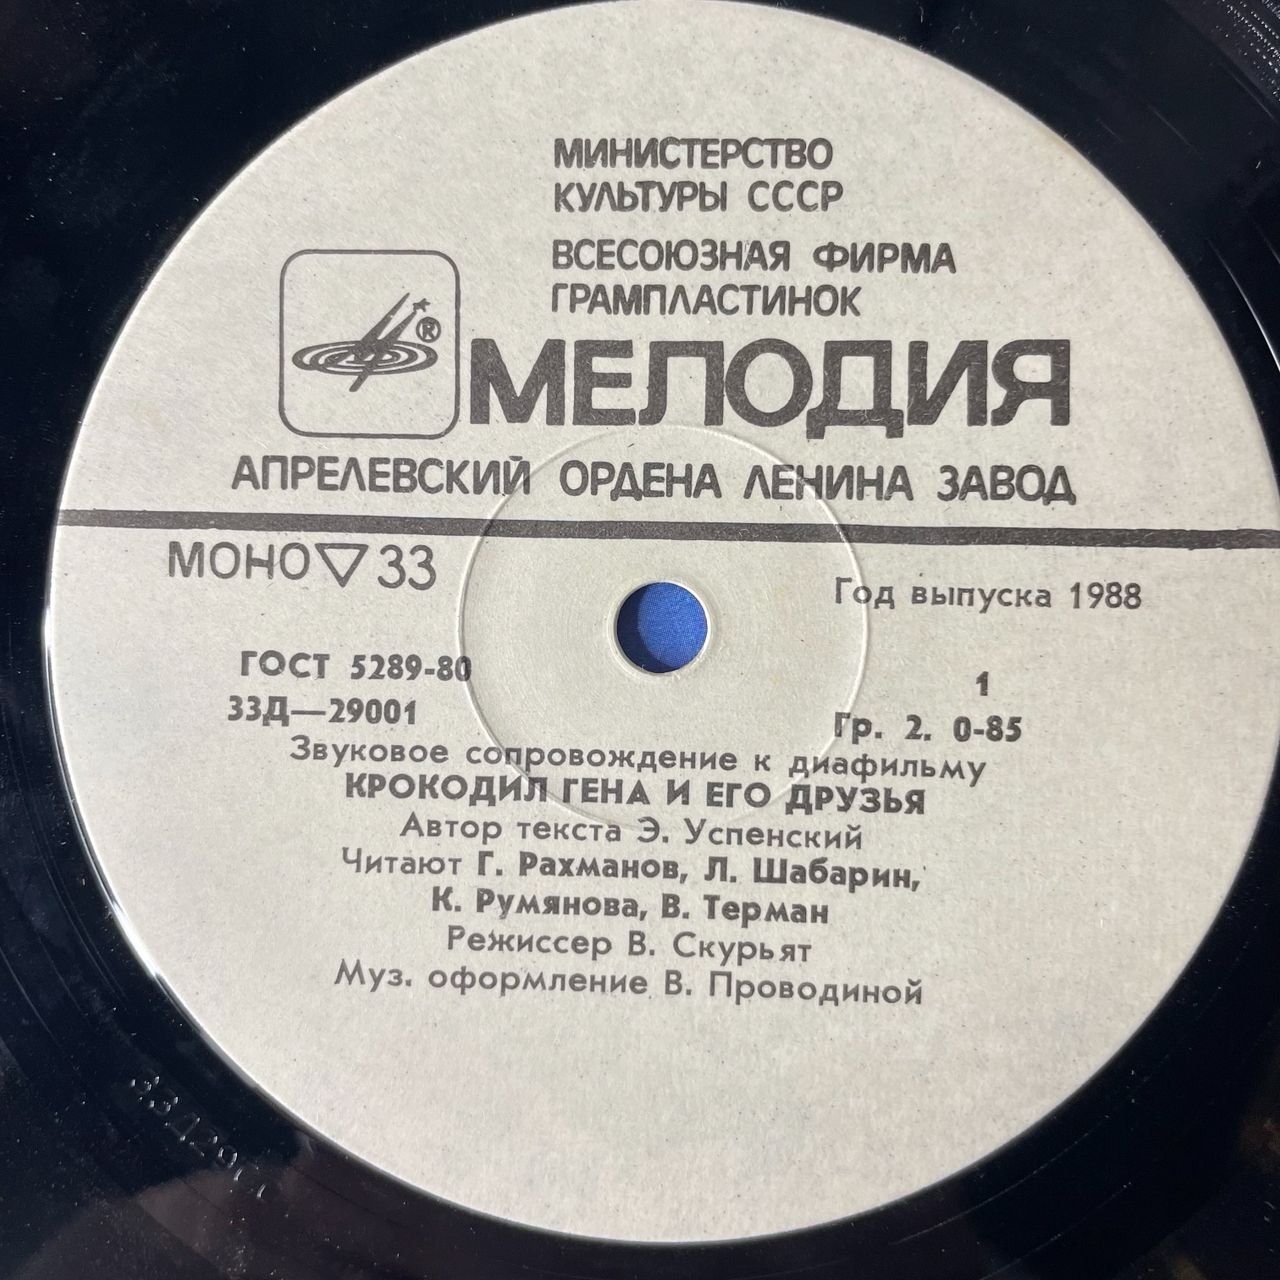 МИНИСТЕРСТВО
КУЛЬТУРЫ СССР
ВСЕСОЮЗНАЯ ФИРМА
ГРАМПЛАСТИНОК
®
МЕЛОДИЯ
АПРЕЛЕВСКИЙ ОРДЕНА ЛЕНИНА ЗАВОД
МОНО ▽ 33
Год выпуска 1988
ГОСТ 5289-80
1
33Д—29001
Гр. 2. 0-85
Звуковое сопровождение к диафильму
КРОКОДИЛ ГЕНА И ЕГО ДРУЗЬЯ
Автор текста Э. Успенский
Читают Г. Рахманов, Л. Шабарин,
К. Румянова, В. Терман
Режиссер В. Скурьят
Муз. оформление В. Проводиной